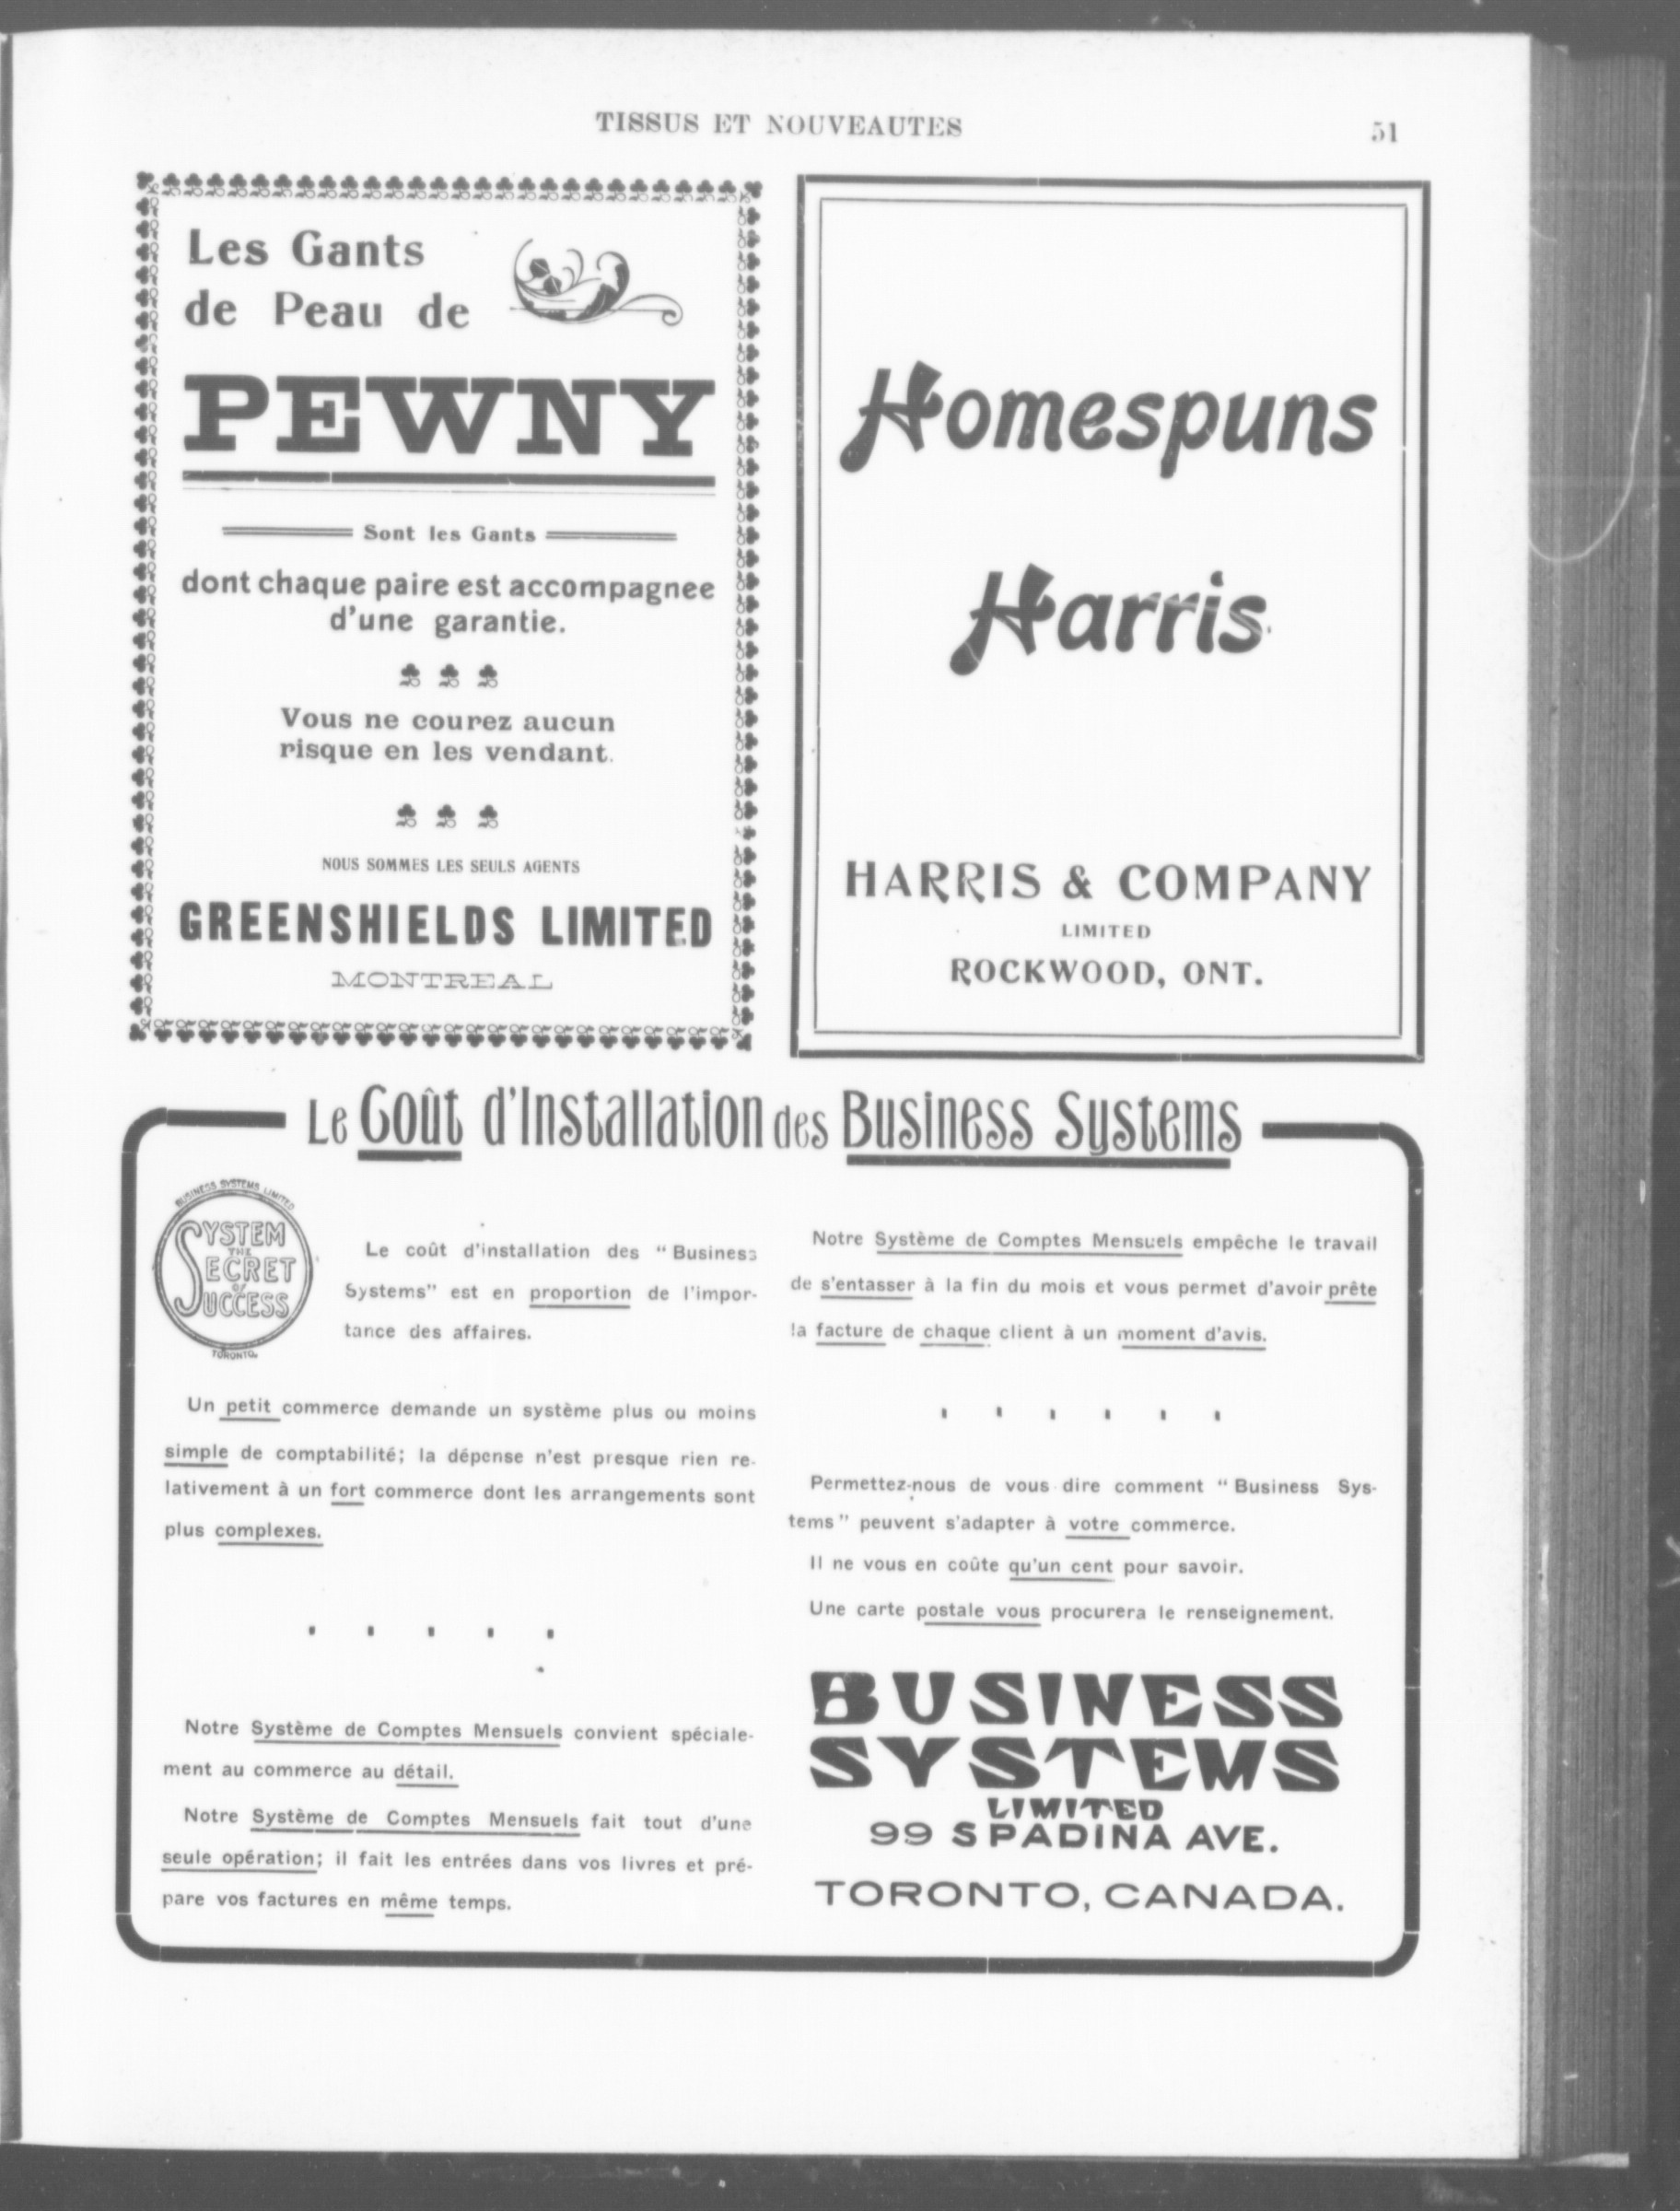 TISSUS ET NOUVEAUTES 51
Les Gants
de Peau de
PEWNY
Sont les Gants
dont chaque paire est accompagnee
d'une garantie.
Vous ne courez aucun
risque en les vendant.
NOUS SOMMES LES SEULS AGENTS
GREENSHIELDS LIMITED
MONTREAL
Homespuns
Harris
HARRIS & COMPANY
LIMITED
ROCKWOOD, ONT.
Le Coût d'Installation des Business Systems
BUSINESS SYSTEMS LIMITED
SYSTEM
THE
SECRET
OF
SUCCESS
TORONTO.
Le coût d'installation des "Business
Systems" est en proportion de l'impor-
tance des affaires.
Un petit commerce demande un système plus ou moins
simple de comptabilité; la dépense n'est presque rien re-
lativement à un fort commerce dont les arrangements sont
plus complexes.
Notre Système de Comptes Mensuels convient spéciale-
ment au commerce au détail.
Notre Système de Comptes Mensuels fait tout d'une
seule opération; il fait les entrées dans vos livres et pré-
pare vos factures en même temps.
Notre Système de Comptes Mensuels empêche le travail
de s'entasser à la fin du mois et vous permet d'avoir prête
la facture de chaque client à un moment d'avis.
Permettez-nous de vous dire comment "Business Sys-
tems" peuvent s'adapter à votre commerce.
Il ne vous en coûte qu'un cent pour savoir.
Une carte postale vous procurera le renseignement.
BUSINESS
SYSTEMS
LIMITED
99 SPADINA AVE.
TORONTO, CANADA.